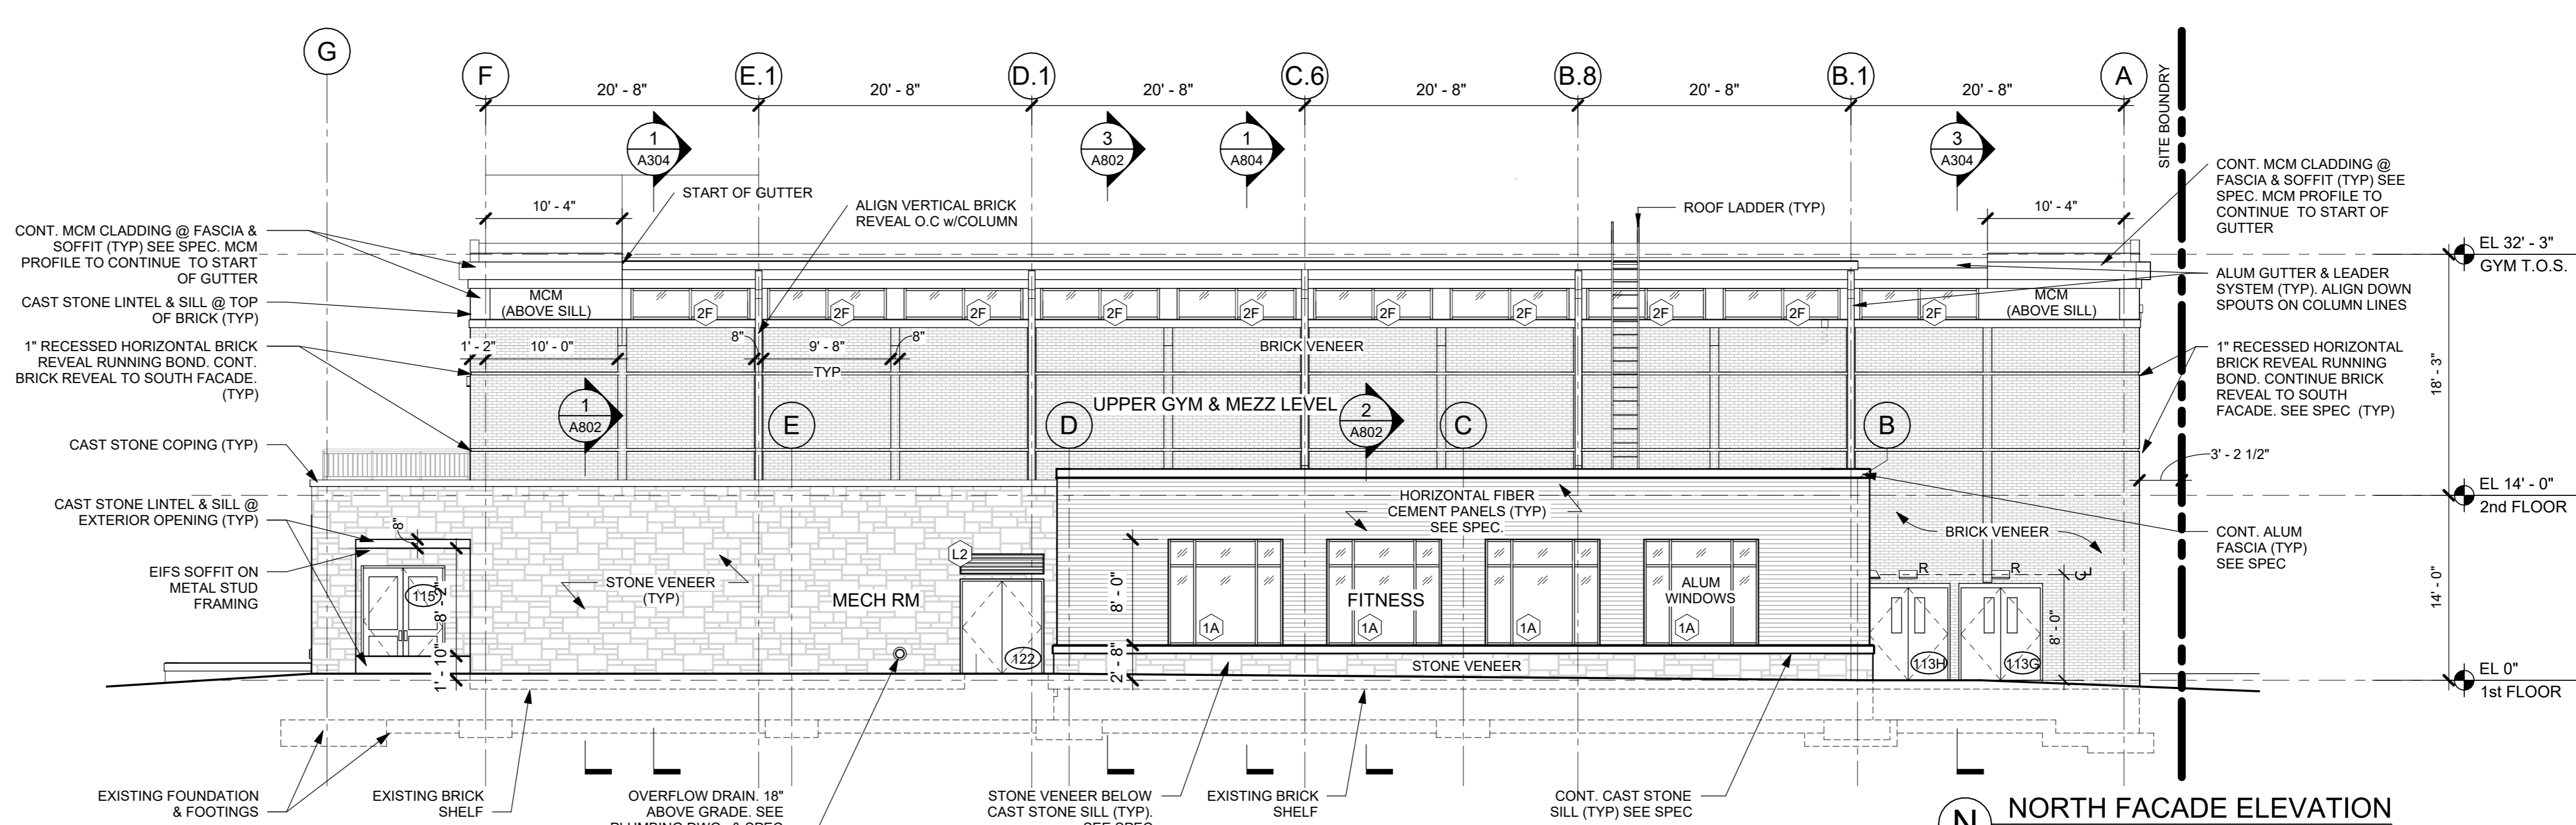 G
F
E.1
D.1
C.6
B.8
B.1
A
20' - 8"
20' - 8"
20' - 8"
20' - 8"
20' - 8"
20' - 8"
SITE BOUNDRY
1
A304
3
A802
1
A804
3
A304
START OF GUTTER
10' - 4"
ALIGN VERTICAL BRICK
REVEAL O.C w/COLUMN
ROOF LADDER (TYP)
10' - 4"
CONT. MCM CLADDING @
FASCIA & SOFFIT (TYP) SEE
SPEC. MCM PROFILE TO
CONTINUE TO START OF
GUTTER
CONT. MCM CLADDING @ FASCIA &
SOFFIT (TYP) SEE SPEC. MCM
PROFILE TO CONTINUE TO START
OF GUTTER
EL 32' - 3"
GYM T.O.S.
ALUM GUTTER & LEADER
SYSTEM (TYP). ALIGN DOWN
SPOUTS ON COLUMN LINES
CAST STONE LINTEL & SILL @ TOP
OF BRICK (TYP)
MCM
(ABOVE SILL)
2F
2F
2F
2F
2F
2F
2F
2F
2F
2F
MCM
(ABOVE SILL)
1" RECESSED HORIZONTAL BRICK
REVEAL RUNNING BOND. CONT.
BRICK REVEAL TO SOUTH FACADE.
(TYP)
1' - 2"
10' - 0"
8"
9' - 8"
8"
TYP
BRICK VENEER
1" RECESSED HORIZONTAL
BRICK REVEAL RUNNING
BOND. CONTINUE BRICK
REVEAL TO SOUTH
FACADE. SEE SPEC (TYP)
18' - 3"
1
A802
E
D
UPPER GYM & MEZZ LEVEL
2
A802
C
B
CAST STONE COPING (TYP)
3' - 2 1/2"
EL 14' - 0"
2nd FLOOR
CAST STONE LINTEL & SILL @
EXTERIOR OPENING (TYP)
8"
HORIZONTAL FIBER
CEMENT PANELS (TYP)
SEE SPEC.
BRICK VENEER
CONT. ALUM
FASCIA (TYP)
SEE SPEC
EIFS SOFFIT ON
METAL STUD
FRAMING
115
8' - 2"
1' - 10"
STONE VENEER
(TYP)
MECH RM
L2
122
8' - 0"
2' - 8"
FITNESS
ALUM
WINDOWS
1A
1A
1A
1A
STONE VENEER
R
R
CL
8' - 0"
113H
113G
14' - 0"
EL 0"
1st FLOOR
EXISTING FOUNDATION
& FOOTINGS
EXISTING BRICK
SHELF
OVERFLOW DRAIN. 18"
ABOVE GRADE. SEE
PLUMBING DWGs & SPEC
STONE VENEER BELOW
CAST STONE SILL (TYP).
SEE SPEC
EXISTING BRICK
SHELF
CONT. CAST STONE
SILL (TYP) SEE SPEC
N
NORTH FACADE ELEVATION